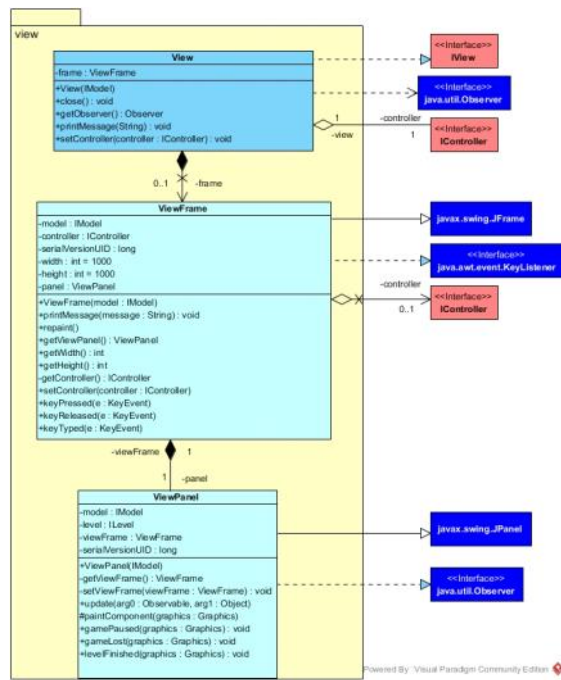 view
View
-frame : ViewFrame
+View(IModel)
+close() : void
+getObserver() : Observer
+printMessage(String) : void
+setController(controller : IController) : void
<<Interface>>
IView
java.util.Observer
1
-view
-controller
1
<<Interface>>
IController
0..1
-frame
ViewFrame
-model : IModel
-controller : IController
-serialVersionUID : long
-width : int = 1000
-height : int = 1000
-panel : ViewPanel
+ViewFrame(model : IModel)
+printMessage(message : String) : void
+repaint()
+getViewPanel() : ViewPanel
+getWidth() : int
+getHeight() : int
-getController() : IController
+setController(controller : IController)
+keyPressed(e : KeyEvent)
+keyReleased(e : KeyEvent)
+keyTyped(e : KeyEvent)
javax.swing.JFrame
<<Interface>>
java.awt.event.KeyListener
-controller
0..1
<<Interface>>
IController
-viewFrame
1
1
-panel
ViewPanel
-model : IModel
-level : ILevel
-viewFrame : ViewFrame
-serialVersionUID : long
+ViewPanel(IModel)
-getViewFrame() : ViewFrame
-setViewFrame(viewFrame : ViewFrame) : void
+update(arg0 : Observable, arg1 : Object)
#paintComponent(graphics : Graphics)
+gamePaused(graphics : Graphics) : void
+gameLost(graphics : Graphics) : void
+levelFinished(graphics : Graphics) : void
javax.swing.JPanel
<<Interface>>
java.util.Observer
Powered By Visual Paradigm Community Edition